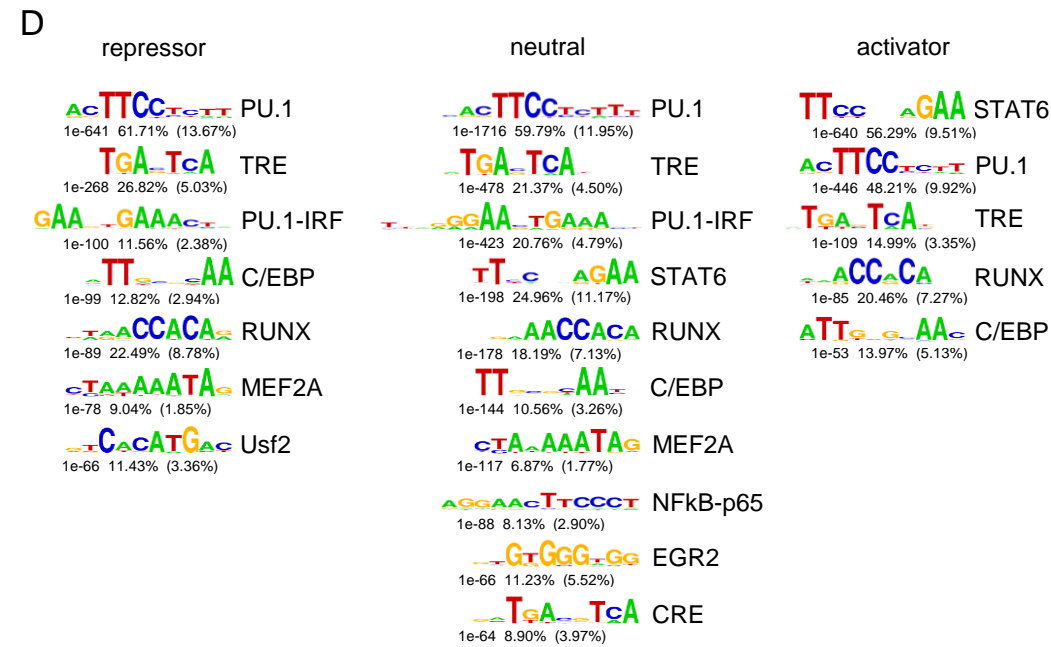 D
repressor
PU.1
1e-641 61.71% (13.67%)
TRE
1e-268 26.82% (5.03%)
PU.1-IRF
1e-100 11.56% (2.38%)
C/EBP
1e-99 12.82% (2.94%)
RUNX
1e-89 22.49% (8.78%)
MEF2A
1e-78 9.04% (1.85%)
Usf2
1e-66 11.43% (3.36%)
neutral
PU.1
1e-1716 59.79% (11.95%)
TRE
1e-478 21.37% (4.50%)
PU.1-IRF
1e-423 20.76% (4.79%)
STAT6
1e-198 24.96% (11.17%)
RUNX
1e-178 18.19% (7.13%)
C/EBP
1e-144 10.56% (3.26%)
MEF2A
1e-117 6.87% (1.77%)
NFkB-p65
1e-88 8.13% (2.90%)
EGR2
1e-66 11.23% (5.52%)
CRE
1e-64 8.90% (3.97%)
activator
STAT6
1e-640 56.29% (9.51%)
PU.1
1e-446 48.21% (9.92%)
TRE
1e-109 14.99% (3.35%)
RUNX
1e-85 20.46% (7.27%)
C/EBP
1e-53 13.97% (5.13%)